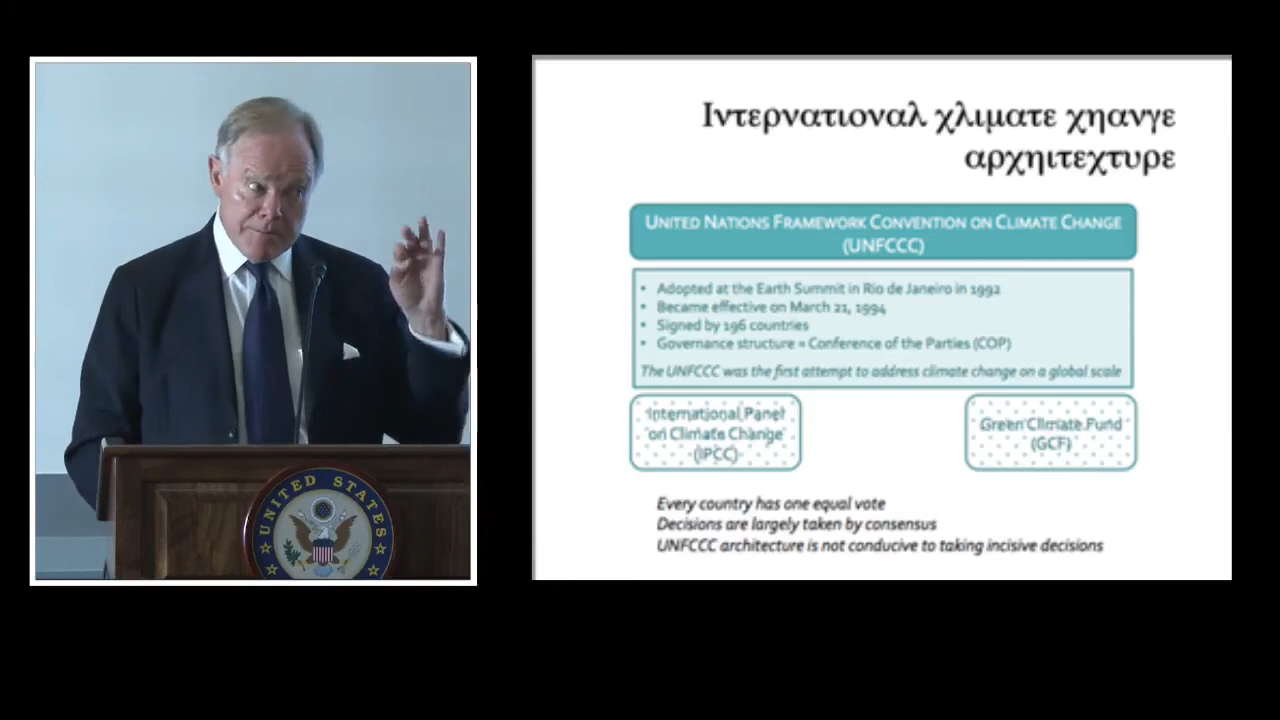 UNITED STATES
Ιντερνατιοναλ χλιματε χηανγε
αρχηιτεχτυρε
UNITED NATIONS FRAMEWORK CONVENTION ON CLIMATE CHANGE
(UNFCCC)
• Adopted at the Earth Summit in Rio de Janeiro in 1992
• Became effective on March 21, 1994
• Signed by 196 countries
• Governance structure = Conference of the Parties (COP)
The UNFCCC was the first attempt to address climate change on a global scale
International Panel
on Climate Change
(IPCC)
Green Climate Fund
(GCF)
Every country has one equal vote
Decisions are largely taken by consensus
UNFCCC architecture is not conducive to taking incisive decisions